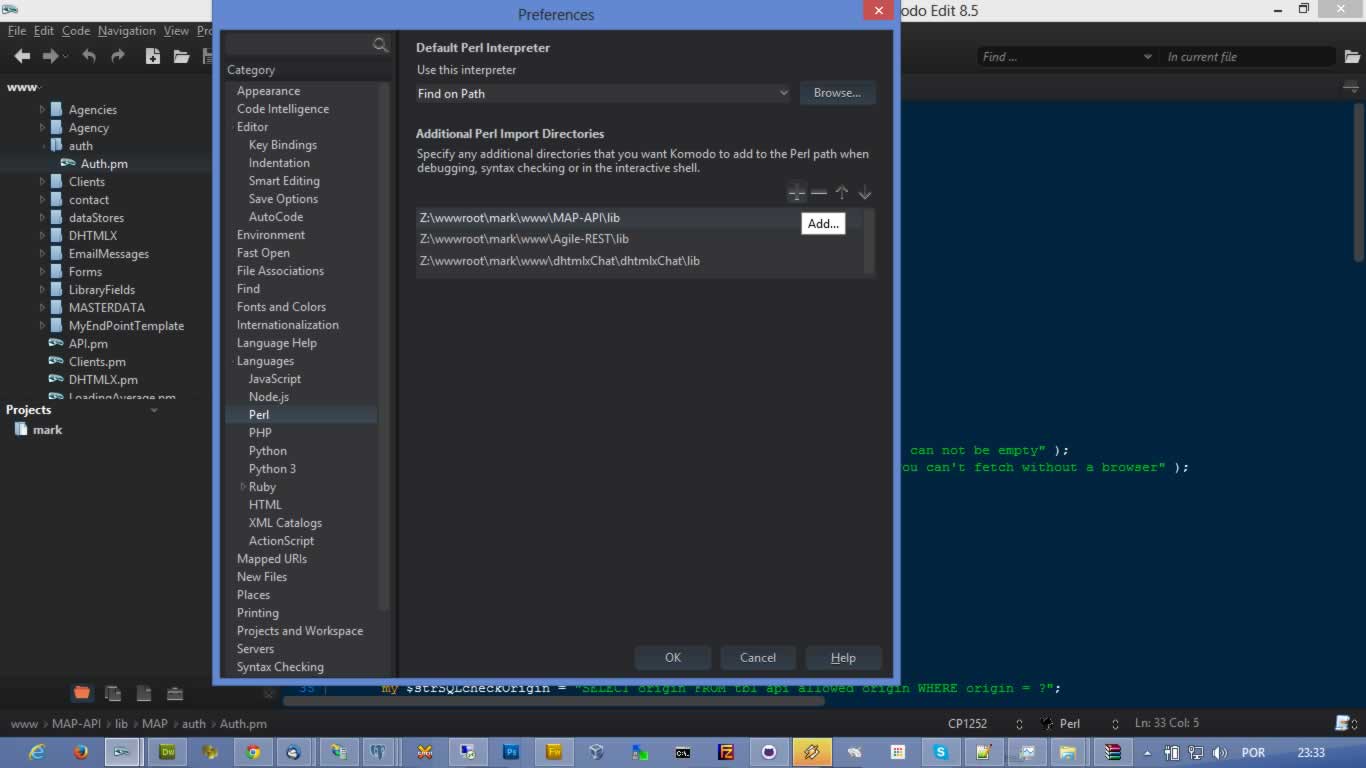 Preferences
odo Edit 8.5
File Edit Code Navigation View Pr
Find ...
In current file
www
Agencies
Agency
auth
Auth.pm
Clients
contact
dataStores
DHTMLX
EmailMessages
Forms
LibraryFields
MASTERDATA
MyEndPointTemplate
API.pm
Clients.pm
DHTMLX.pm
LoadingAverage.pm
Projects
mark
Category
Appearance
Code Intelligence
Editor
Key Bindings
Indentation
Smart Editing
Save Options
AutoCode
Environment
Fast Open
File Associations
Find
Fonts and Colors
Internationalization
Language Help
Languages
JavaScript
Node.js
Perl
PHP
Python
Python 3
Ruby
HTML
XML Catalogs
ActionScript
Mapped URIs
New Files
Places
Printing
Projects and Workspace
Servers
Syntax Checking
Default Perl Interpreter
Use this interpreter
Find on Path
Browse...
Additional Perl Import Directories
Specify any additional directories that you want Komodo to add to the Perl path when
debugging, syntax checking or in the interactive shell.
Add...
Z:\wwwroot\mark\www\MAP-API\lib
Z:\wwwroot\mark\www\Agile-REST\lib
Z:\wwwroot\mark\www\dhtmlxChat\dhtmlxChat\lib
OK
Cancel
Help
can not be empty" );
ou can't fetch without a browser" );
35 my $strSQLcheckOrigin = "SELECT origin FROM tbl_api_allowed_origin WHERE origin = ?";
www > MAP-API > lib > MAP > auth > Auth.pm
CP1252
Perl
Ln: 33 Col: 5
POR
23:33